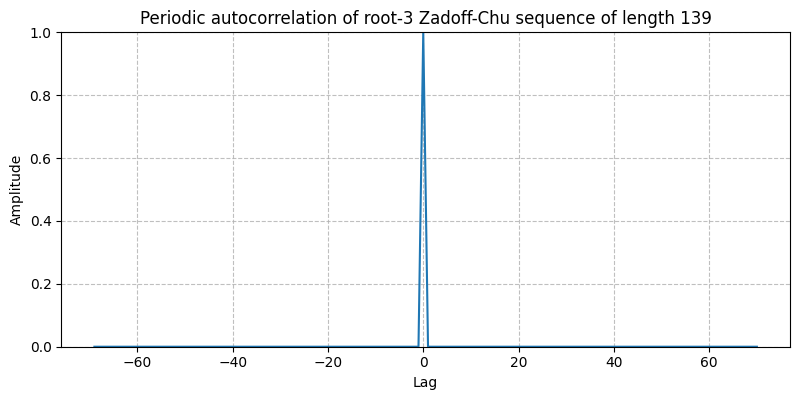 Periodic autocorrelation of root-3 Zadoff-Chu sequence of length 139
1.0
0.8
0.6
0.4
0.2
0.0
Amplitude
−60 −40 −20 0 20 40 60
Lag